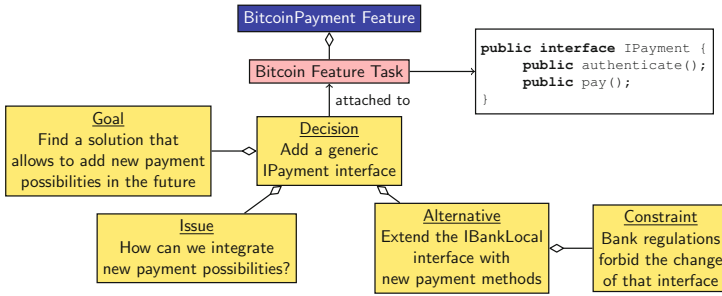 BitcoinPayment Feature
Bitcoin Feature Task
public interface IPayment {
public authenticate();
public pay();
}
attached to
Goal
Find a solution that
allows to add new payment
possibilities in the future
Decision
Add a generic
IPayment interface
Issue
How can we integrate
new payment possibilities?
Alternative
Extend the IBankLocal
interface with
new payment methods
Constraint
Bank regulations
forbid the change
of that interface